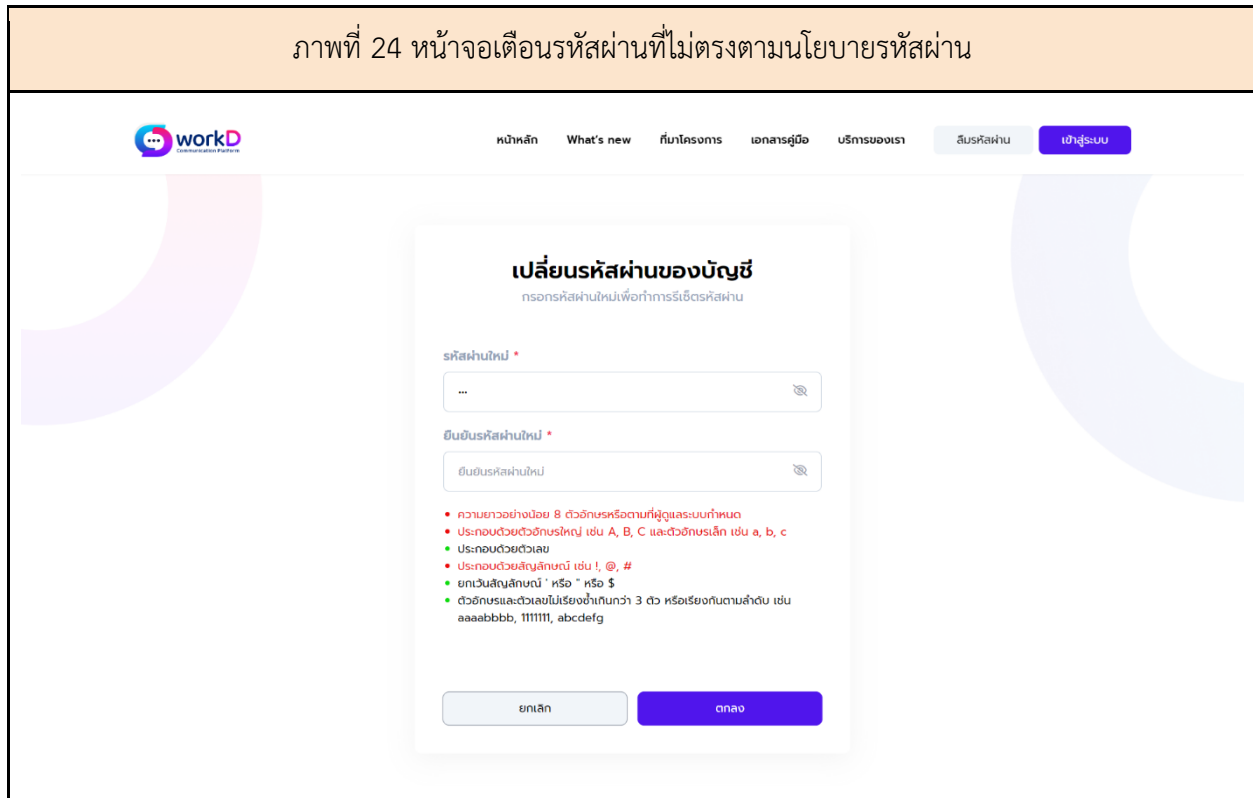 ภาพที่ 24 หน้าจอเตือนรหัสผ่านที่ไม่ตรงตามนโยบายรหัสผ่าน
workD
Communication Platform
หน้าหลัก What's new ที่มาโครงการ เอกสารคู่มือ บริการของเรา ลืมรหัสผ่าน เข้าสู่ระบบ
เปลี่ยนรหัสผ่านของบัญชี
กรอกรหัสผ่านใหม่เพื่อทำการรีเซ็ตรหัสผ่าน
รหัสผ่านใหม่ *
•••
ยืนยันรหัสผ่านใหม่ *
ยืนยันรหัสผ่านใหม่
• ความยาวอย่างน้อย 8 ตัวอักษรหรือตามที่ผู้ดูแลระบบกำหนด
• ประกอบด้วยตัวอักษรใหญ่ เช่น A, B, C และตัวอักษรเล็ก เช่น a, b, c
• ประกอบด้วยตัวเลข
• ประกอบด้วยสัญลักษณ์ เช่น !, @, #
• ยกเว้นสัญลักษณ์ ' หรือ " หรือ $
• ตัวอักษรและตัวเลขไม่เรียงซ้ำเกินกว่า 3 ตัว หรือเรียงกันตามลำดับ เช่น
aaaabbbb, 1111111, abcdefg
ยกเลิก ตกลง